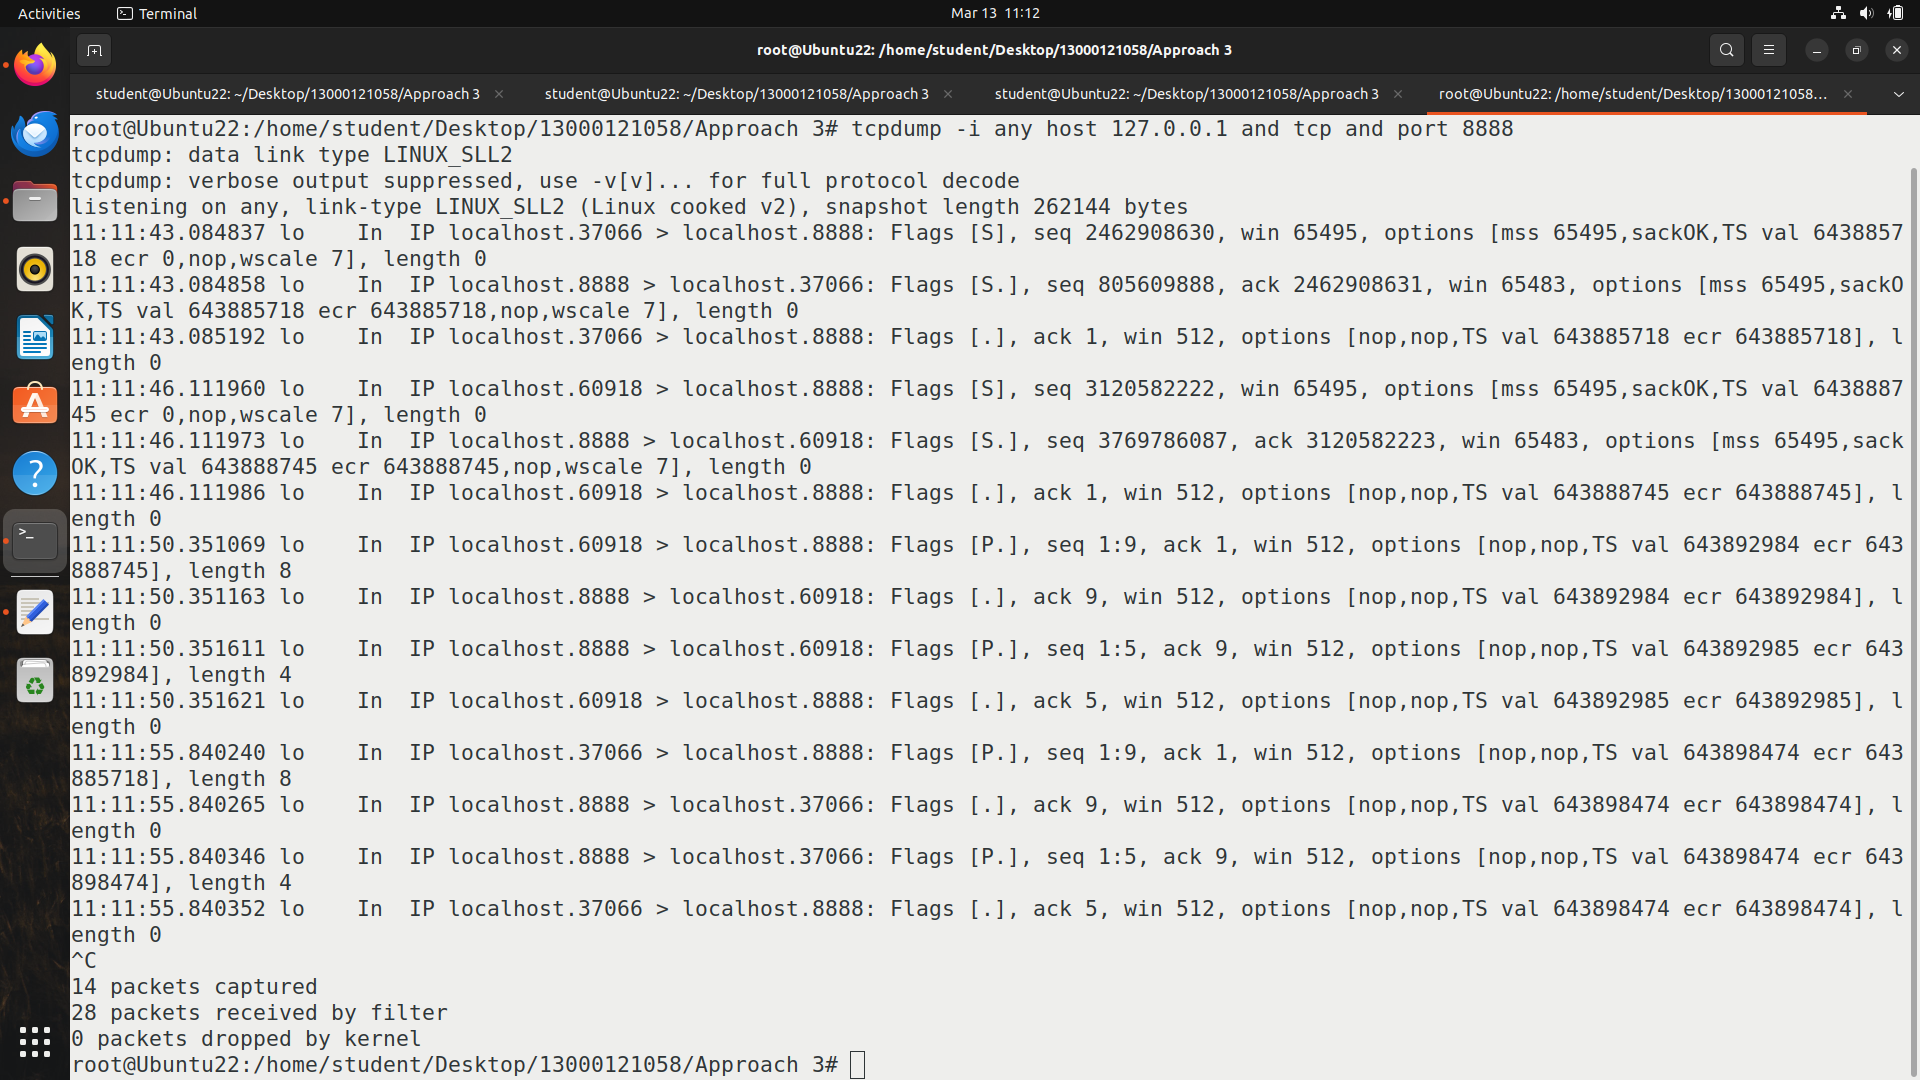 Activities
Terminal
Mar 13 11:12
root@Ubuntu22: /home/student/Desktop/13000121058/Approach 3
student@Ubuntu22: ~/Desktop/13000121058/Approach 3
student@Ubuntu22: ~/Desktop/13000121058/Approach 3
student@Ubuntu22: ~/Desktop/13000121058/Approach 3
root@Ubuntu22: /home/student/Desktop/13000121058...
root@Ubuntu22:/home/student/Desktop/13000121058/Approach 3# tcpdump -i any host 127.0.0.1 and tcp and port 8888
tcpdump: data link type LINUX_SLL2
tcpdump: verbose output suppressed, use -v[v]... for full protocol decode
listening on any, link-type LINUX_SLL2 (Linux cooked v2), snapshot length 262144 bytes
11:11:43.084837 lo    In  IP localhost.37066 > localhost.8888: Flags [S], seq 2462908630, win 65495, options [mss 65495,sackOK,TS val 6438857
18 ecr 0,nop,wscale 7], length 0
11:11:43.084858 lo    In  IP localhost.8888 > localhost.37066: Flags [S.], seq 805609888, ack 2462908631, win 65483, options [mss 65495,sackO
K,TS val 643885718 ecr 643885718,nop,wscale 7], length 0
11:11:43.085192 lo    In  IP localhost.37066 > localhost.8888: Flags [.], ack 1, win 512, options [nop,nop,TS val 643885718 ecr 643885718], l
ength 0
11:11:46.111960 lo    In  IP localhost.60918 > localhost.8888: Flags [S], seq 3120582222, win 65495, options [mss 65495,sackOK,TS val 6438887
45 ecr 0,nop,wscale 7], length 0
11:11:46.111973 lo    In  IP localhost.8888 > localhost.60918: Flags [S.], seq 3769786087, ack 3120582223, win 65483, options [mss 65495,sack
OK,TS val 643888745 ecr 643888745,nop,wscale 7], length 0
11:11:46.111986 lo    In  IP localhost.60918 > localhost.8888: Flags [.], ack 1, win 512, options [nop,nop,TS val 643888745 ecr 643888745], l
ength 0
11:11:50.351069 lo    In  IP localhost.60918 > localhost.8888: Flags [P.], seq 1:9, ack 1, win 512, options [nop,nop,TS val 643892984 ecr 643
888745], length 8
11:11:50.351163 lo    In  IP localhost.8888 > localhost.60918: Flags [.], ack 9, win 512, options [nop,nop,TS val 643892984 ecr 643892984], l
ength 0
11:11:50.351611 lo    In  IP localhost.8888 > localhost.60918: Flags [P.], seq 1:5, ack 9, win 512, options [nop,nop,TS val 643892985 ecr 643
892984], length 4
11:11:50.351621 lo    In  IP localhost.60918 > localhost.8888: Flags [.], ack 5, win 512, options [nop,nop,TS val 643892985 ecr 643892985], l
ength 0
11:11:55.840240 lo    In  IP localhost.37066 > localhost.8888: Flags [P.], seq 1:9, ack 1, win 512, options [nop,nop,TS val 643898474 ecr 643
885718], length 8
11:11:55.840265 lo    In  IP localhost.8888 > localhost.37066: Flags [.], ack 9, win 512, options [nop,nop,TS val 643898474 ecr 643898474], l
ength 0
11:11:55.840346 lo    In  IP localhost.8888 > localhost.37066: Flags [P.], seq 1:5, ack 9, win 512, options [nop,nop,TS val 643898474 ecr 643
898474], length 4
11:11:55.840352 lo    In  IP localhost.37066 > localhost.8888: Flags [.], ack 5, win 512, options [nop,nop,TS val 643898474 ecr 643898474], l
ength 0
^C
14 packets captured
28 packets received by filter
0 packets dropped by kernel
root@Ubuntu22:/home/student/Desktop/13000121058/Approach 3#